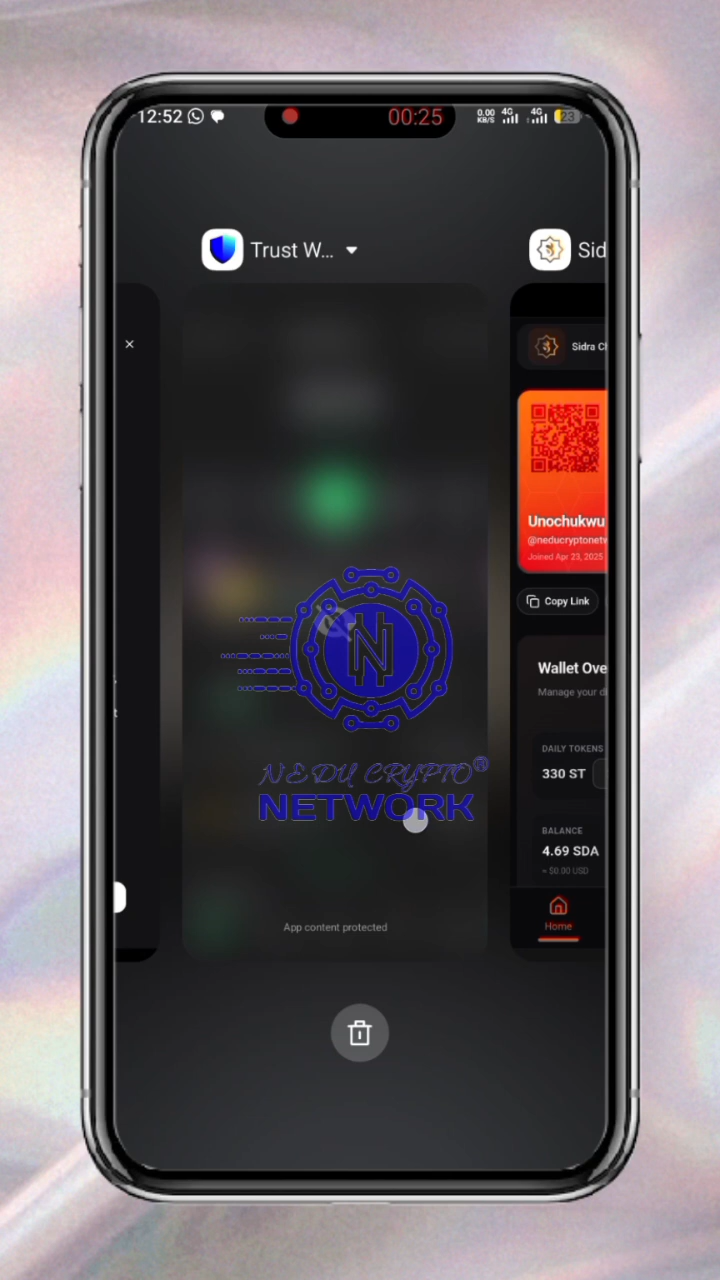 12:52
00:25
0.00 KB/S
4G
4G
23
Trust W...
Sid
Sidra Ch
Unochukwu
@neducryptonetw
Joined Apr 23, 2025
Copy Link
Wallet Ove
Manage your di
DAILY TOKENS
330 ST
BALANCE
4.69 SDA
≈ $0.00 USD
Home
N
NEDU CRYPTO®
NETWORK
App content protected